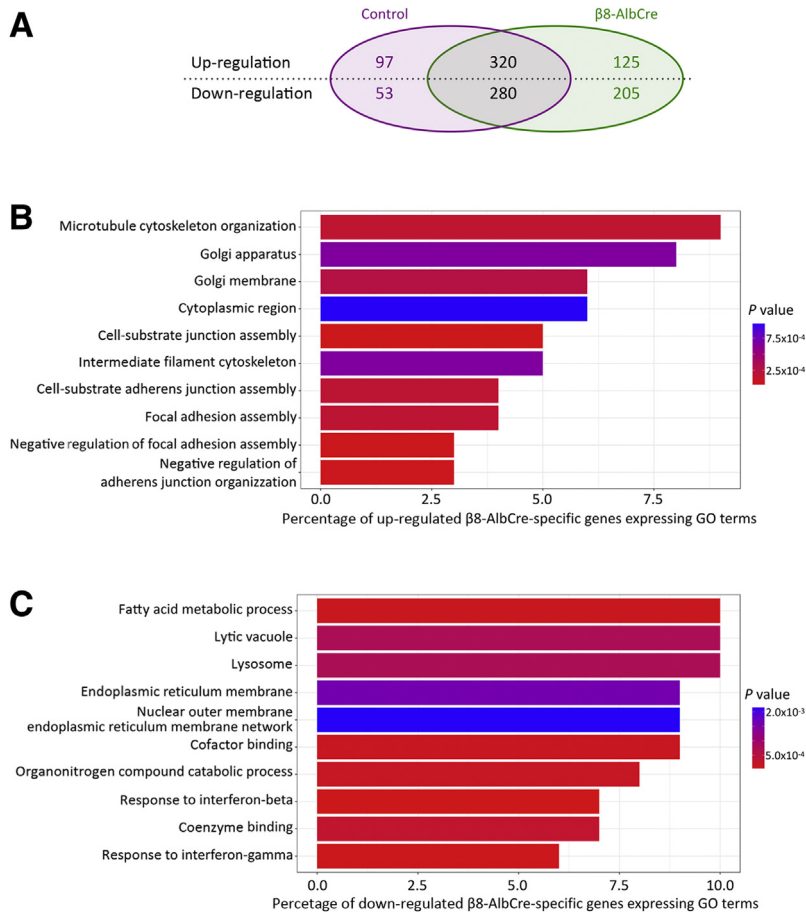 A
Control
β8-AlbCre
Up-regulation 97 320 125
Down-regulation 53 280 205
B
Microtubule cytoskeleton organization
Golgi apparatus
Golgi membrane
Cytoplasmic region
Cell-substrate junction assembly
Intermediate filament cytoskeleton
Cell-substrate adherens junction assembly
Focal adhesion assembly
Negative regulation of focal adhesion assembly
Negative regulation of
adherens junction organizzation
0.0 2.5 5.0 7.5
Percentage of up-regulated β8-AlbCre-specific genes expressing GO terms
P value
7.5x10-4
2.5x10-4
C
Fatty acid metabolic process
Lytic vacuole
Lysosome
Endoplasmic reticulum membrane
Nuclear outer membrane
endoplasmic reticulum membrane network
Cofactor binding
Organonitrogen compound catabolic process
Response to interferon-beta
Coenzyme binding
Response to interferon-gamma
0.0 2.5 5.0 7.5 10.0
Percetage of down-regulated β8-AlbCre-specific genes expressing GO terms
P value
2.0x10-3
5.0x10-4